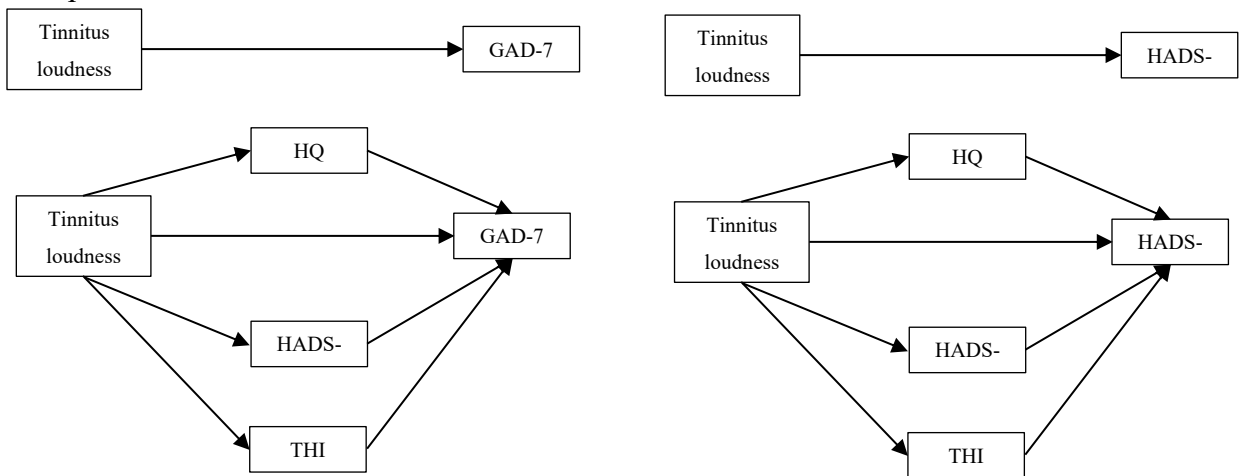 Tinnitus
loudness
GAD-7
HQ
Tinnitus
loudness
GAD-7
HADS-
THI
Tinnitus
loudness
HADS-
HQ
Tinnitus
loudness
HADS-
HADS-
THI